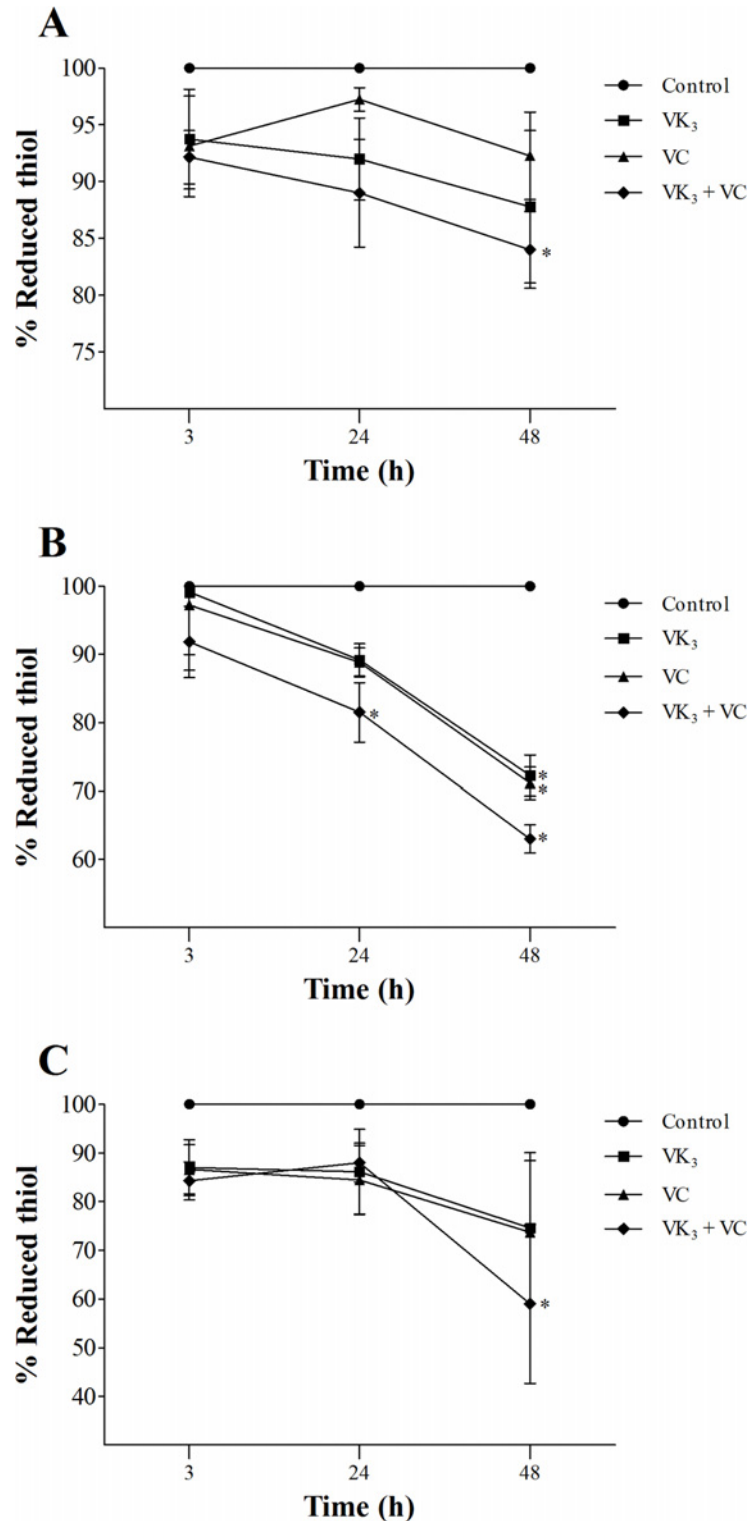 A
100
95
90
85
80
75
% Reduced thiol
3 24 48
Time (h)
Control
VK₃
VC
VK₃ + VC
*
B
100
90
80
70
60
% Reduced thiol
3 24 48
Time (h)
Control
VK₃
VC
VK₃ + VC
*
*
*
*
C
100
90
80
70
60
50
40
% Reduced thiol
3 24 48
Time (h)
Control
VK₃
VC
VK₃ + VC
*